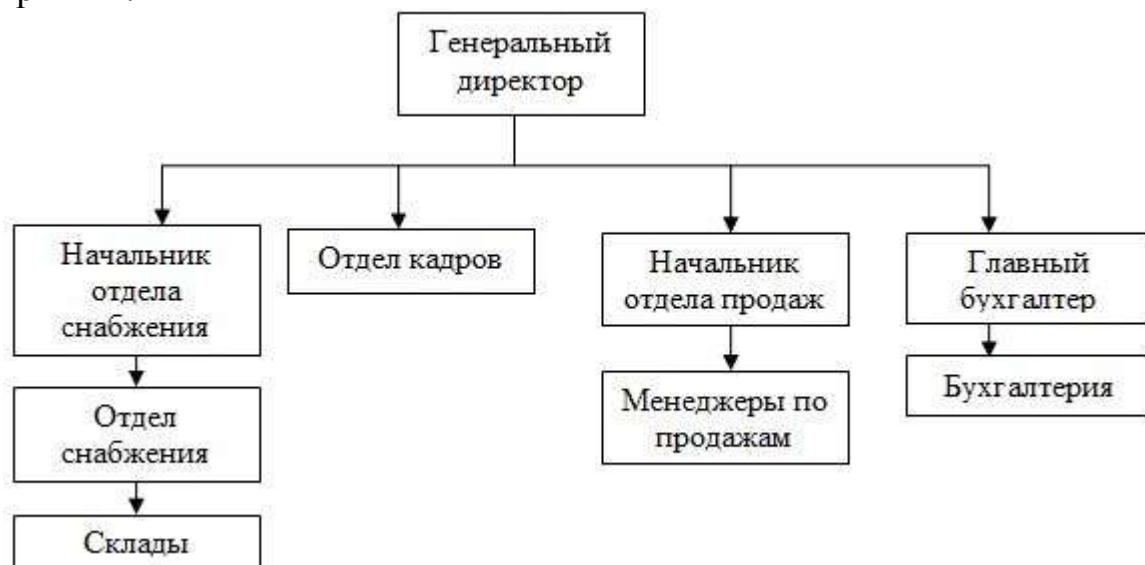 Генеральный
директор
Начальник
отдела
снабжения
Отдел кадров
Начальник
отдела продаж
Главный
бухгалтер
Отдел
снабжения
Менеджеры по
продажам
Бухгалтерия
Склады